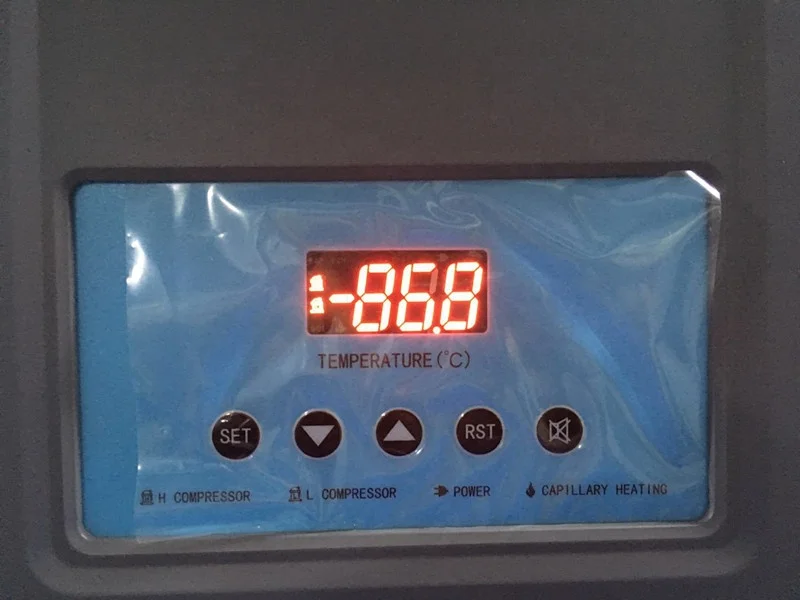 -86.8
TEMPERATURE(°C)
SET
RST
H COMPRESSOR
L COMPRESSOR
POWER
CAPILLARY HEATING